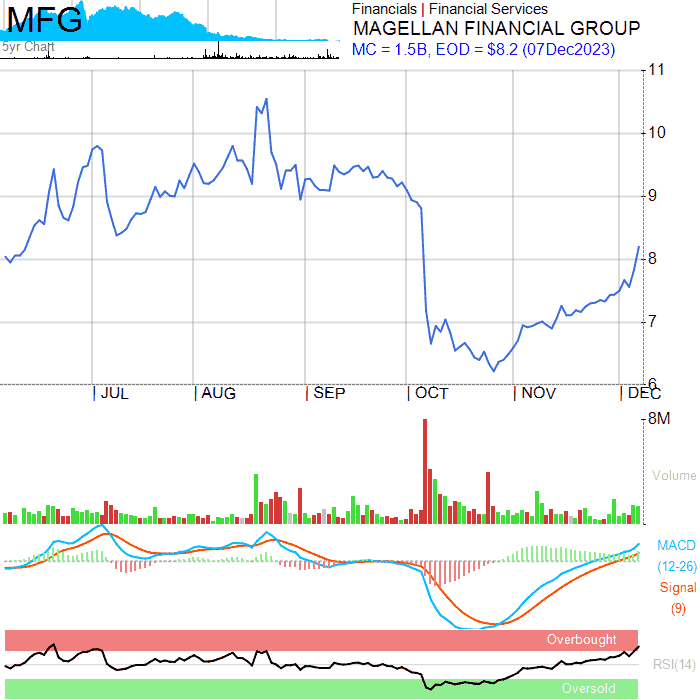 MFG
5yr Chart
Financials | Financial Services
MAGELLAN FINANCIAL GROUP
MC = 1.5B, EOD = $8.2 (07Dec2023)
11
10
9
8
7
6
JUL AUG SEP OCT NOV DEC
8M
Volume
MACD
(12-26)
Signal
(9)
Overbought
RSI(14)
Oversold